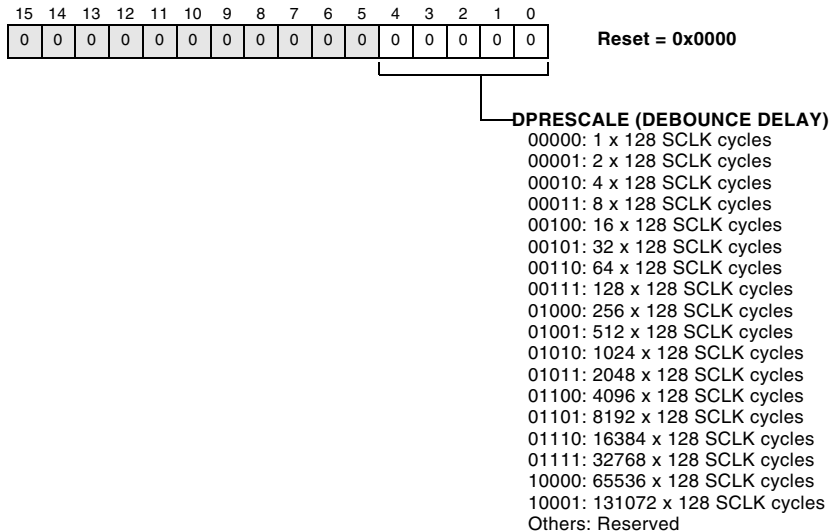 15 14 13 12 11 10 9 8 7 6 5 4 3 2 1 0
0 0 0 0 0 0 0 0 0 0 0 0 0 0 0 0 Reset = 0x0000
DPRESCALE (DEBOUNCE DELAY)
00000: 1 x 128 SCLK cycles
00001: 2 x 128 SCLK cycles
00010: 4 x 128 SCLK cycles
00011: 8 x 128 SCLK cycles
00100: 16 x 128 SCLK cycles
00101: 32 x 128 SCLK cycles
00110: 64 x 128 SCLK cycles
00111: 128 x 128 SCLK cycles
01000: 256 x 128 SCLK cycles
01001: 512 x 128 SCLK cycles
01010: 1024 x 128 SCLK cycles
01011: 2048 x 128 SCLK cycles
01100: 4096 x 128 SCLK cycles
01101: 8192 x 128 SCLK cycles
01110: 16384 x 128 SCLK cycles
01111: 32768 x 128 SCLK cycles
10000: 65536 x 128 SCLK cycles
10001: 131072 x 128 SCLK cycles
Others: Reserved